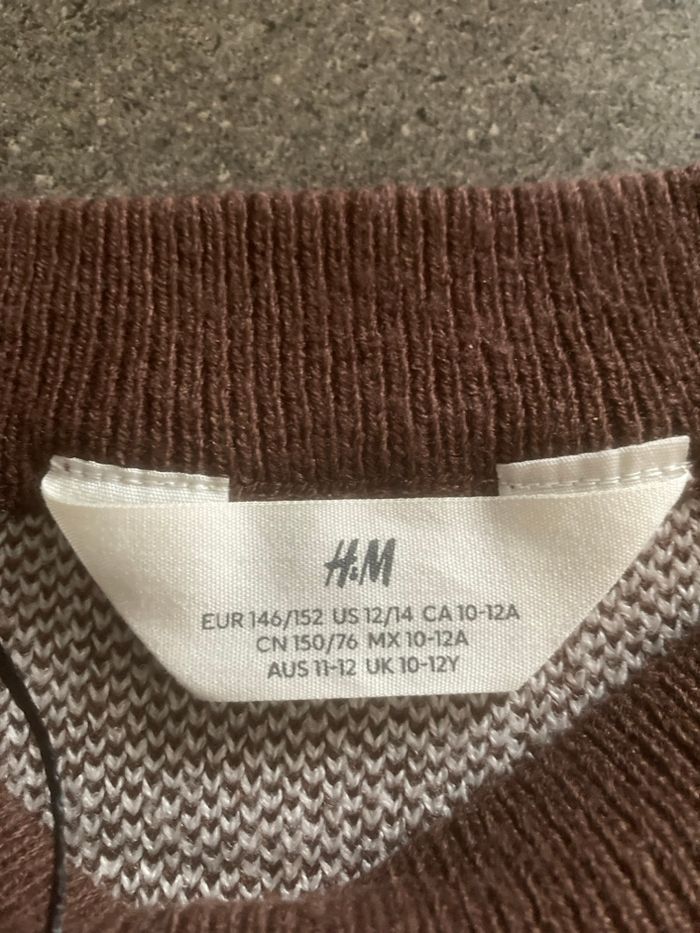 H&M
EUR 146/152 US 12/14 CA 10-12A
CN 150/76 MX 10-12A
AUS 11-12 UK 10-12Y